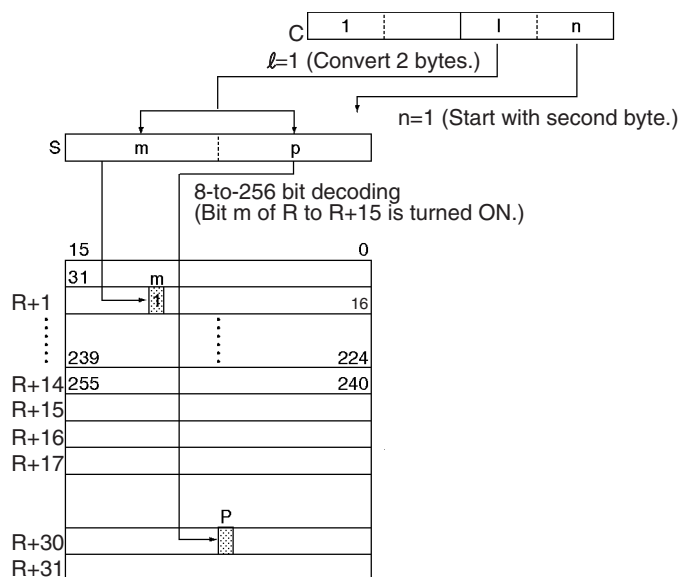 C 1 l n
ℓ=1 (Convert 2 bytes.)
n=1 (Start with second byte.)
S m p
8-to-256 bit decoding
(Bit m of R to R+15 is turned ON.)
15 0
31 m
R+1 1 16
239 224
R+14 255 240
R+15
R+16
R+17
P
R+30
R+31